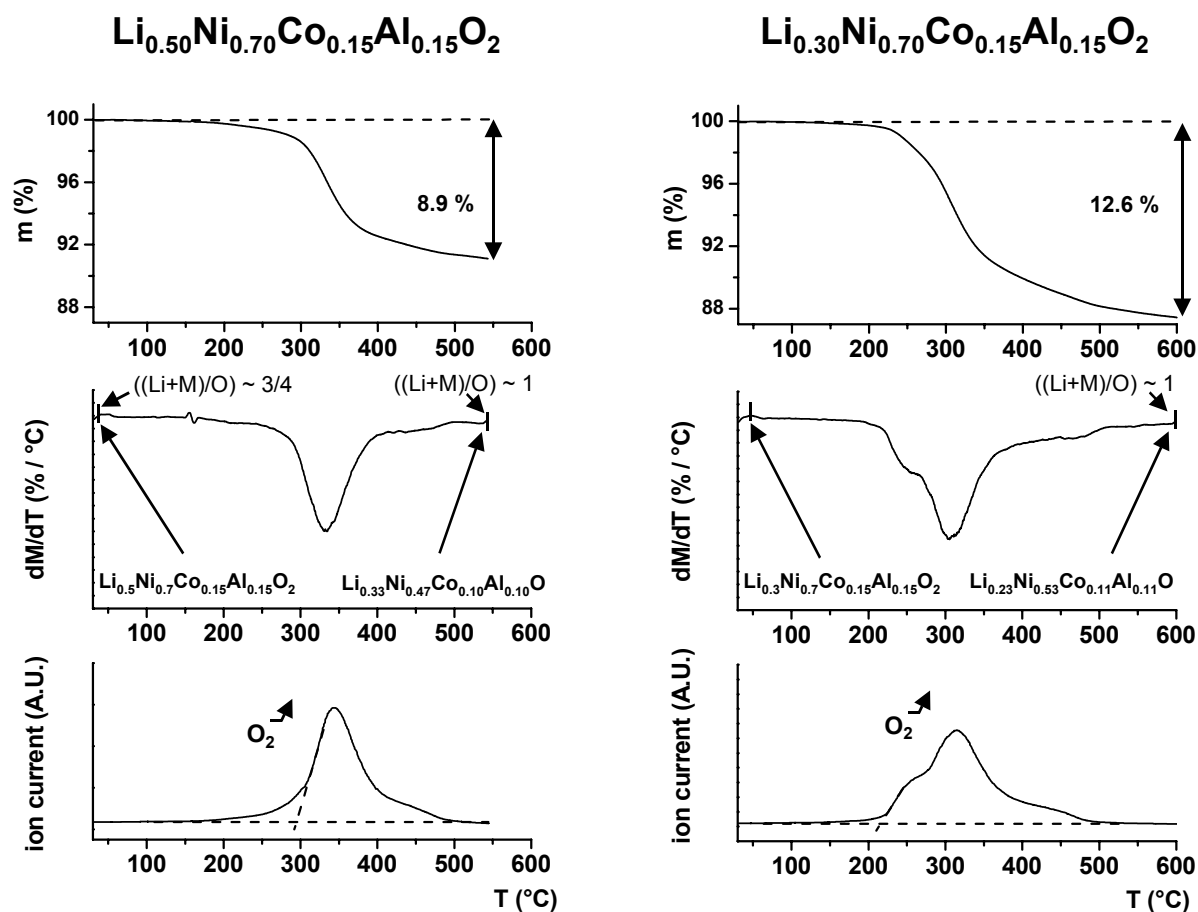 Li0.50Ni0.70Co0.15Al0.15O2
100
96
92
88
m (%)
8.9 %
100 200 300 400 500 600
((Li+M)/O) ~ 3/4
((Li+M)/O) ~ 1
dM/dT (% / °C)
Li0.5Ni0.7Co0.15Al0.15O2
Li0.33Ni0.47Co0.10Al0.10O
100 200 300 400 500 600
ion current (A.U.)
O2
100 200 300 400 500 600
T (°C)
Li0.30Ni0.70Co0.15Al0.15O2
100
96
92
88
m (%)
12.6 %
100 200 300 400 500 600
((Li+M)/O) ~ 1
dM/dT (% / °C)
Li0.3Ni0.7Co0.15Al0.15O2
Li0.23Ni0.53Co0.11Al0.11O
100 200 300 400 500 600
ion current (A.U.)
O2
100 200 300 400 500 600
T (°C)